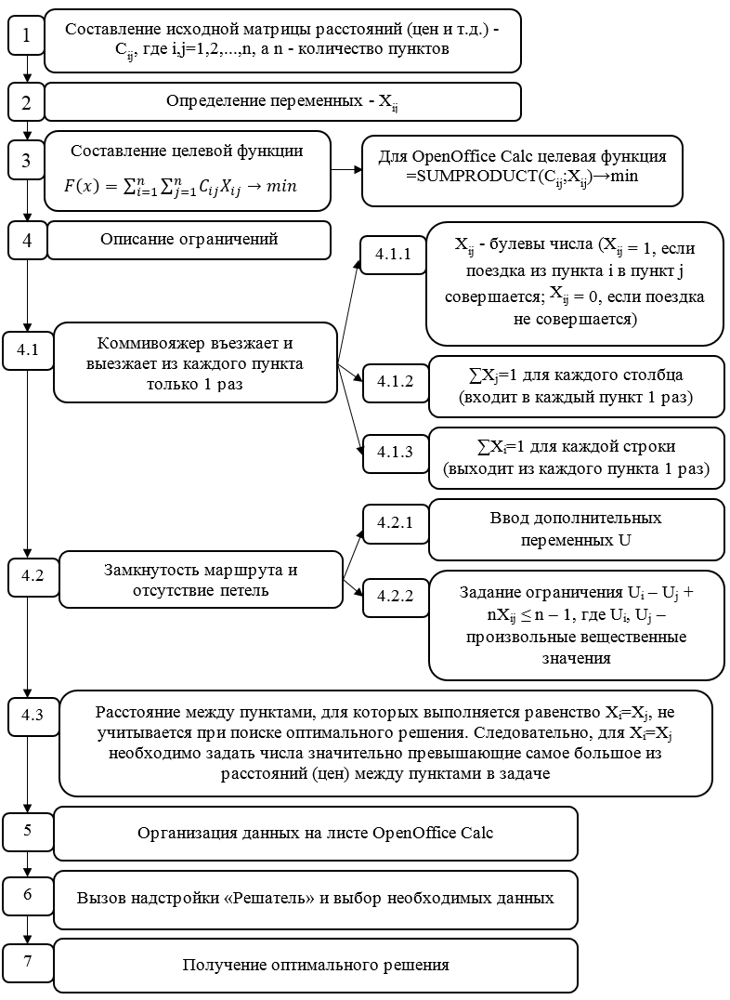 1
Составление исходной матрицы расстояний (цен и т.д.) -
Cij, где i,j=1,2,...,n, а n - количество пунктов
2
Определение переменных - Xij
3
Составление целевой функции
F(x) = ∑ⁿᵢ₌₁ ∑ⁿⱼ₌₁ CijXij → min
Для OpenOffice Calc целевая функция
=SUMPRODUCT(Cij;Xij)→min
4
Описание ограничений
4.1
Коммивояжер въезжает и
выезжает из каждого пункта
только 1 раз
4.1.1
Xij - булевы числа (Xij = 1, если
поездка из пункта i в пункт j
совершается; Xij = 0, если поездка
не совершается)
4.1.2
∑Xj=1 для каждого столбца
(входит в каждый пункт 1 раз)
4.1.3
∑Xi=1 для каждой строки
(выходит из каждого пункта 1 раз)
4.2
Замкнутость маршрута и
отсутствие петель
4.2.1
Ввод дополнительных
переменных U
4.2.2
Задание ограничения Ui – Uj +
nXij ≤ n – 1, где Ui, Uj –
произвольные вещественные
значения
4.3
Расстояние между пунктами, для которых выполняется равенство Xi=Xj, не
учитывается при поиске оптимального решения. Следовательно, для Xi=Xj
необходимо задать числа значительно превышающие самое большое из
расстояний (цен) между пунктами в задаче
5
Организация данных на листе OpenOffice Calc
6
Вызов надстройки «Решатель» и выбор необходимых данных
7
Получение оптимального решения